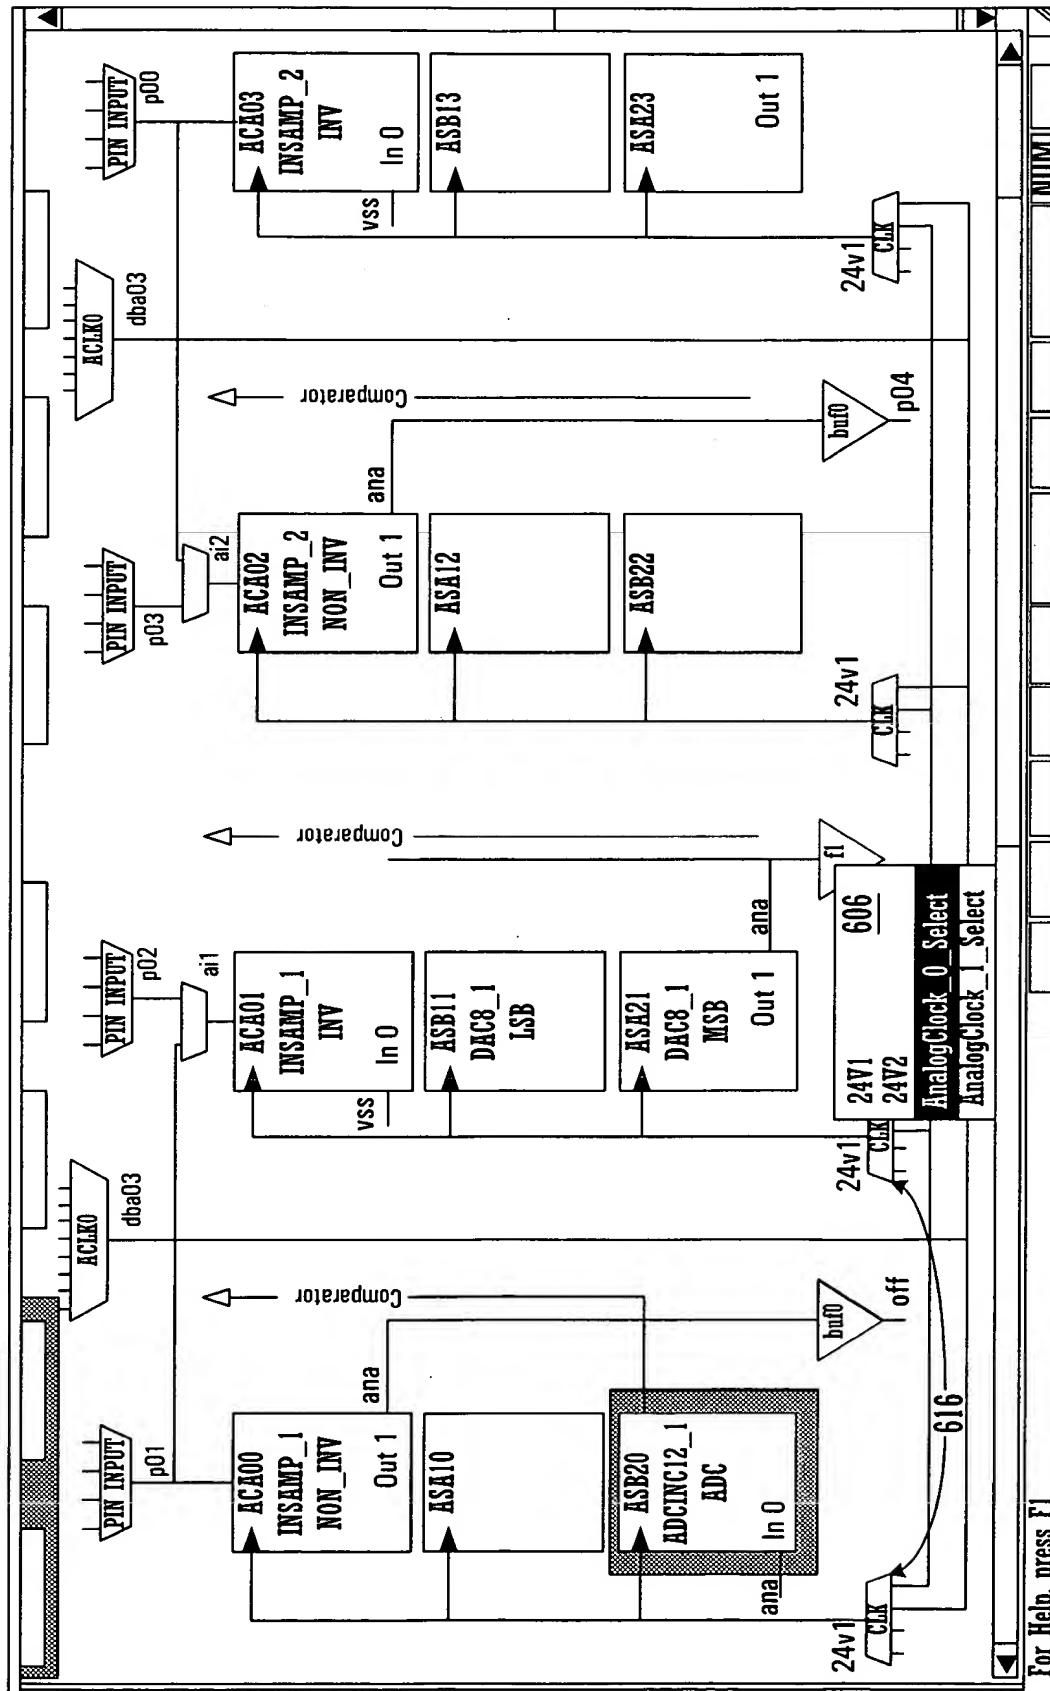 PIN INPUT
p01
ACA00
INSAMP_1
NON_INV
Out 1
ana
ASA10
ASB20
ADCINC12_1
ADC
In 0
ana
24v1
CLK
Comparator
buf0
off
ACLK0
dba03
616
PIN INPUT
p02
ai1
ACA01
INSAMP_1
INV
In 0
vss
ASB11
DAC8_1
LSB
ASA21
DAC8_1
MSB
Out 1
ana
24v1
CLK
Comparator
f1
24V1
606
24V2
AnalogClock_0_Select
AnalogClock_1_Select
PIN INPUT
p03
ai2
ACA02
INSAMP_2
NON_INV
Out 1
ana
ASA12
ASB22
24v1
CLK
Comparator
buf0
p04
ACLK0
dba03
PIN INPUT
p00
ACA03
INSAMP_2
INV
In 0
vss
ASB13
ASA23
Out 1
24v1
CLK
For Help, press F1
NUM